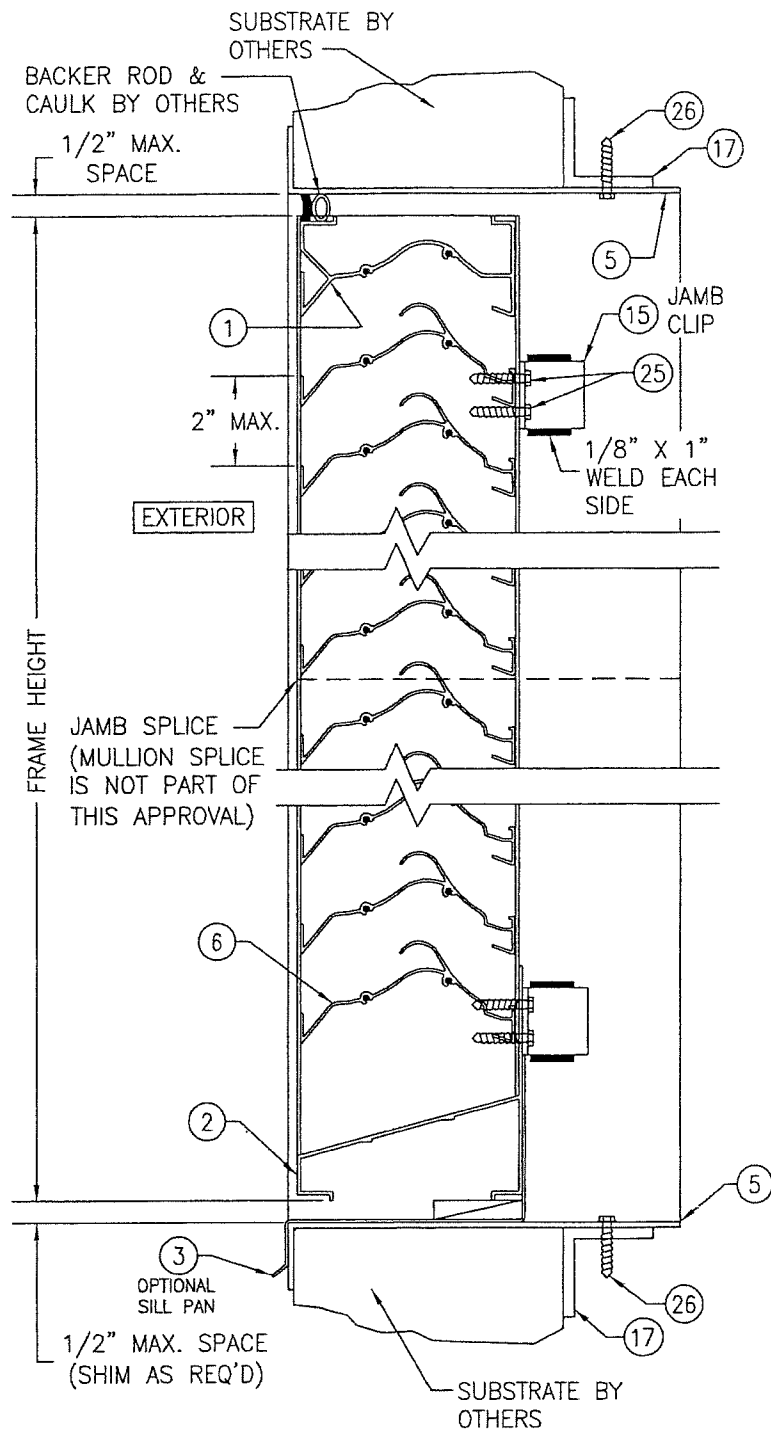 SUBSTRATE BY
OTHERS
BACKER ROD &
CAULK BY OTHERS
1/2" MAX.
SPACE
26
17
5
1
15
JAMB
CLIP
25
2" MAX.
1/8" X 1"
WELD EACH
SIDE
EXTERIOR
FRAME HEIGHT
JAMB SPLICE
(MULLION SPLICE
IS NOT PART OF
THIS APPROVAL)
6
2
5
3
OPTIONAL
SILL PAN
26
17
1/2" MAX. SPACE
(SHIM AS REQ'D)
SUBSTRATE BY
OTHERS